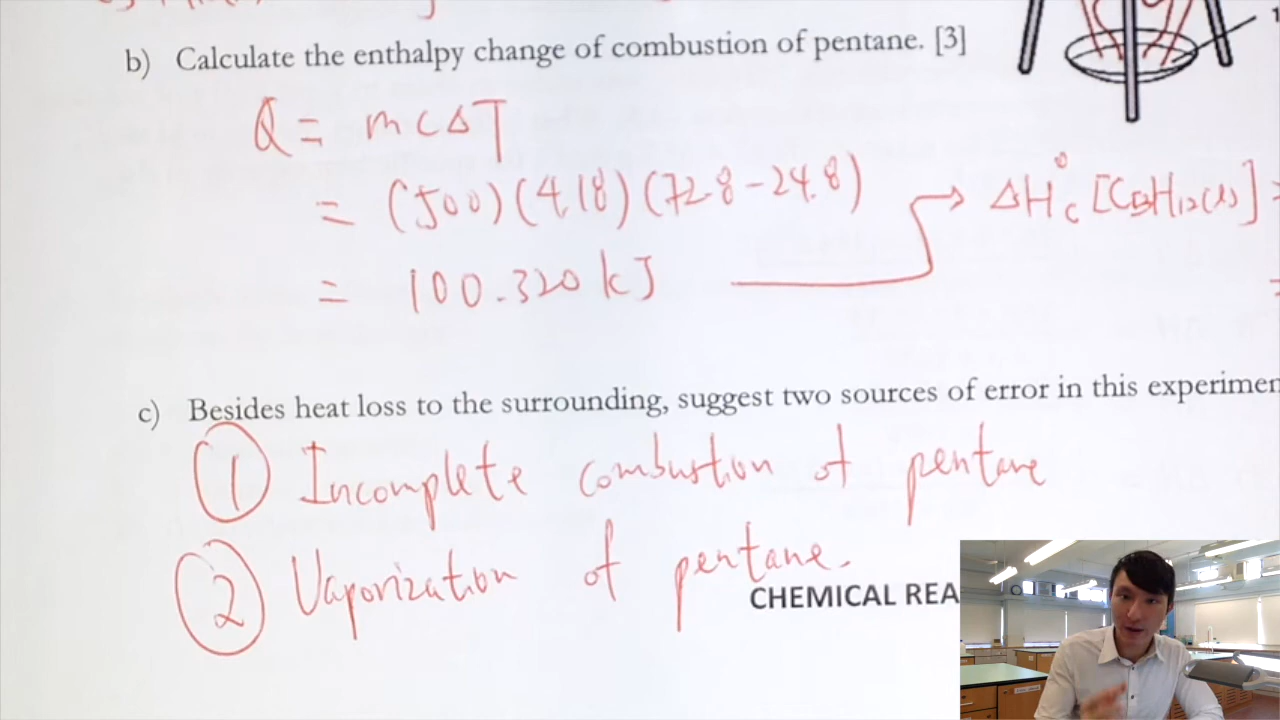 b) Calculate the enthalpy change of combustion of pentane. [3]
Q = mcΔT
= (500)(4.18)(72.8-24.8)
= 100.320 kJ
ΔH°c [C5H12(l)] =
=
c) Besides heat loss to the surrounding, suggest two sources of error in this experimen
① Incomplete combustion of pentane
② Vaporization of pentane.
CHEMICAL REA